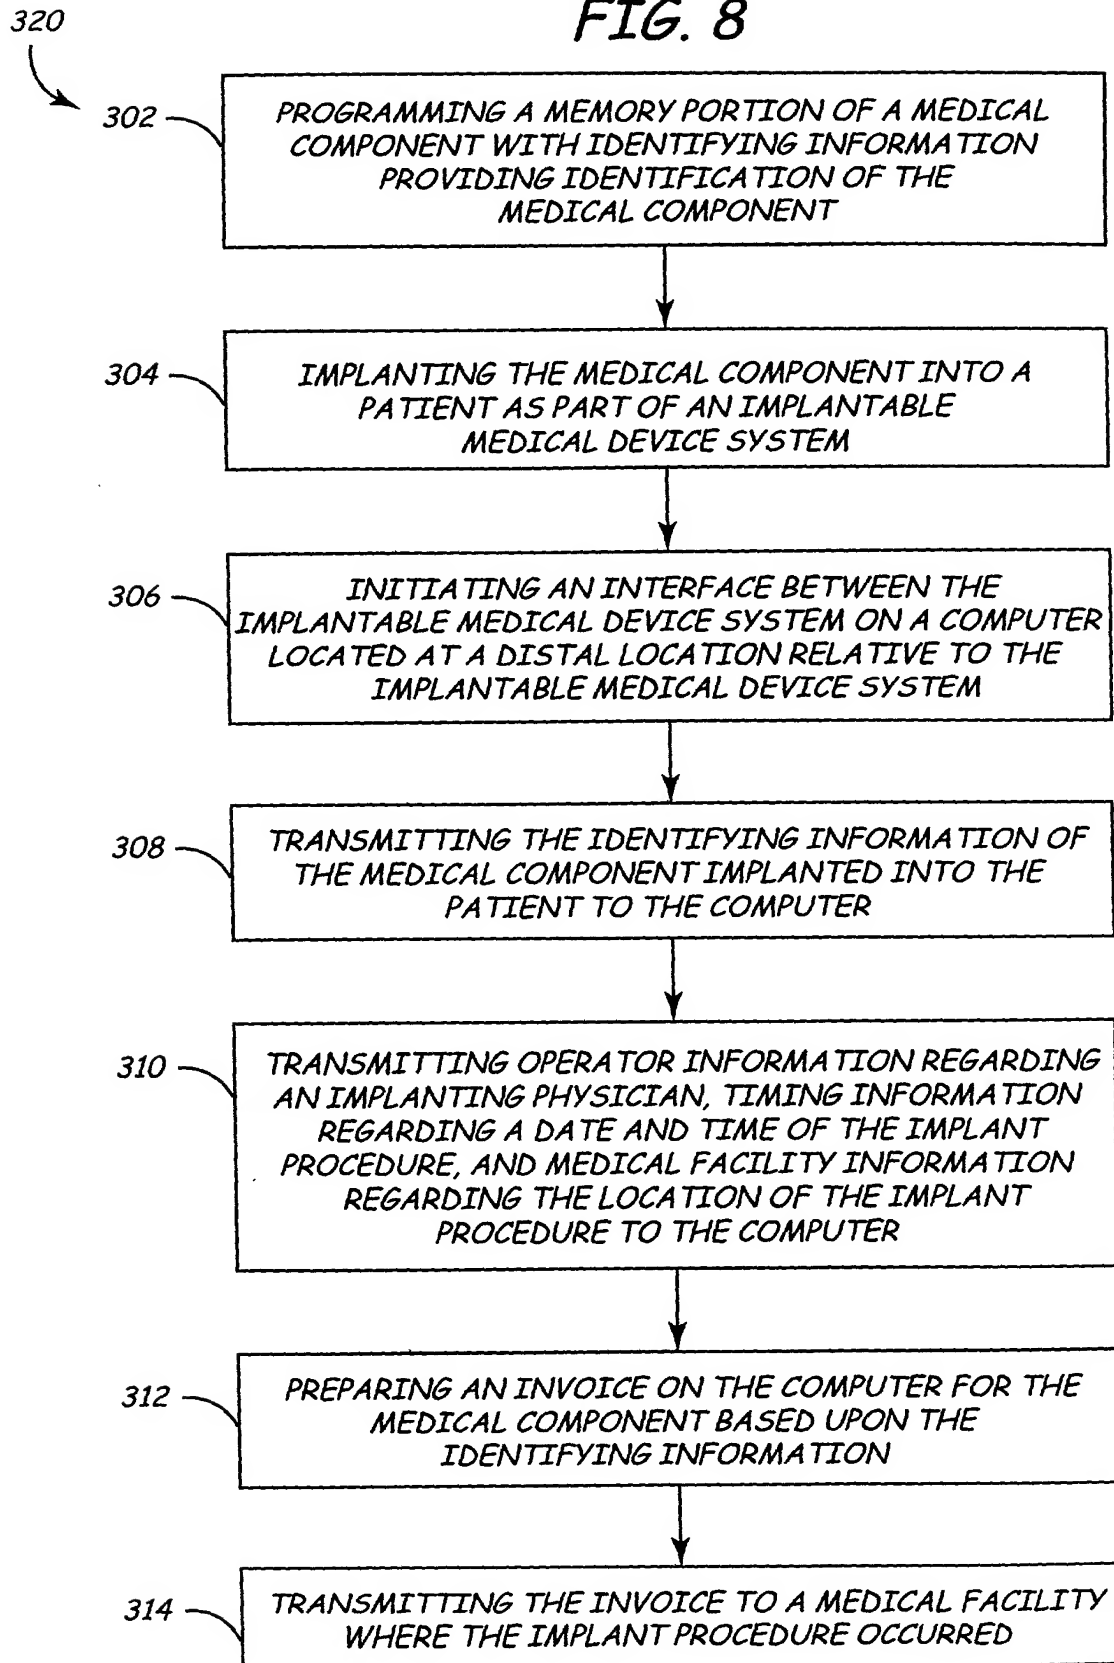 FIG. 8
320
302
PROGRAMMING A MEMORY PORTION OF A MEDICAL
COMPONENT WITH IDENTIFYING INFORMATION
PROVIDING IDENTIFICATION OF THE
MEDICAL COMPONENT
304
IMPLANTING THE MEDICAL COMPONENT INTO A
PATIENT AS PART OF AN IMPLANTABLE
MEDICAL DEVICE SYSTEM
306
INITIATING AN INTERFACE BETWEEN THE
IMPLANTABLE MEDICAL DEVICE SYSTEM ON A COMPUTER
LOCATED AT A DISTAL LOCATION RELATIVE TO THE
IMPLANTABLE MEDICAL DEVICE SYSTEM
308
TRANSMITTING THE IDENTIFYING INFORMATION OF
THE MEDICAL COMPONENT IMPLANTED INTO THE
PATIENT TO THE COMPUTER
310
TRANSMITTING OPERATOR INFORMATION REGARDING
AN IMPLANTING PHYSICIAN, TIMING INFORMATION
REGARDING A DATE AND TIME OF THE IMPLANT
PROCEDURE, AND MEDICAL FACILITY INFORMATION
REGARDING THE LOCATION OF THE IMPLANT
PROCEDURE TO THE COMPUTER
312
PREPARING AN INVOICE ON THE COMPUTER FOR THE
MEDICAL COMPONENT BASED UPON THE
IDENTIFYING INFORMATION
314
TRANSMITTING THE INVOICE TO A MEDICAL FACILITY
WHERE THE IMPLANT PROCEDURE OCCURRED